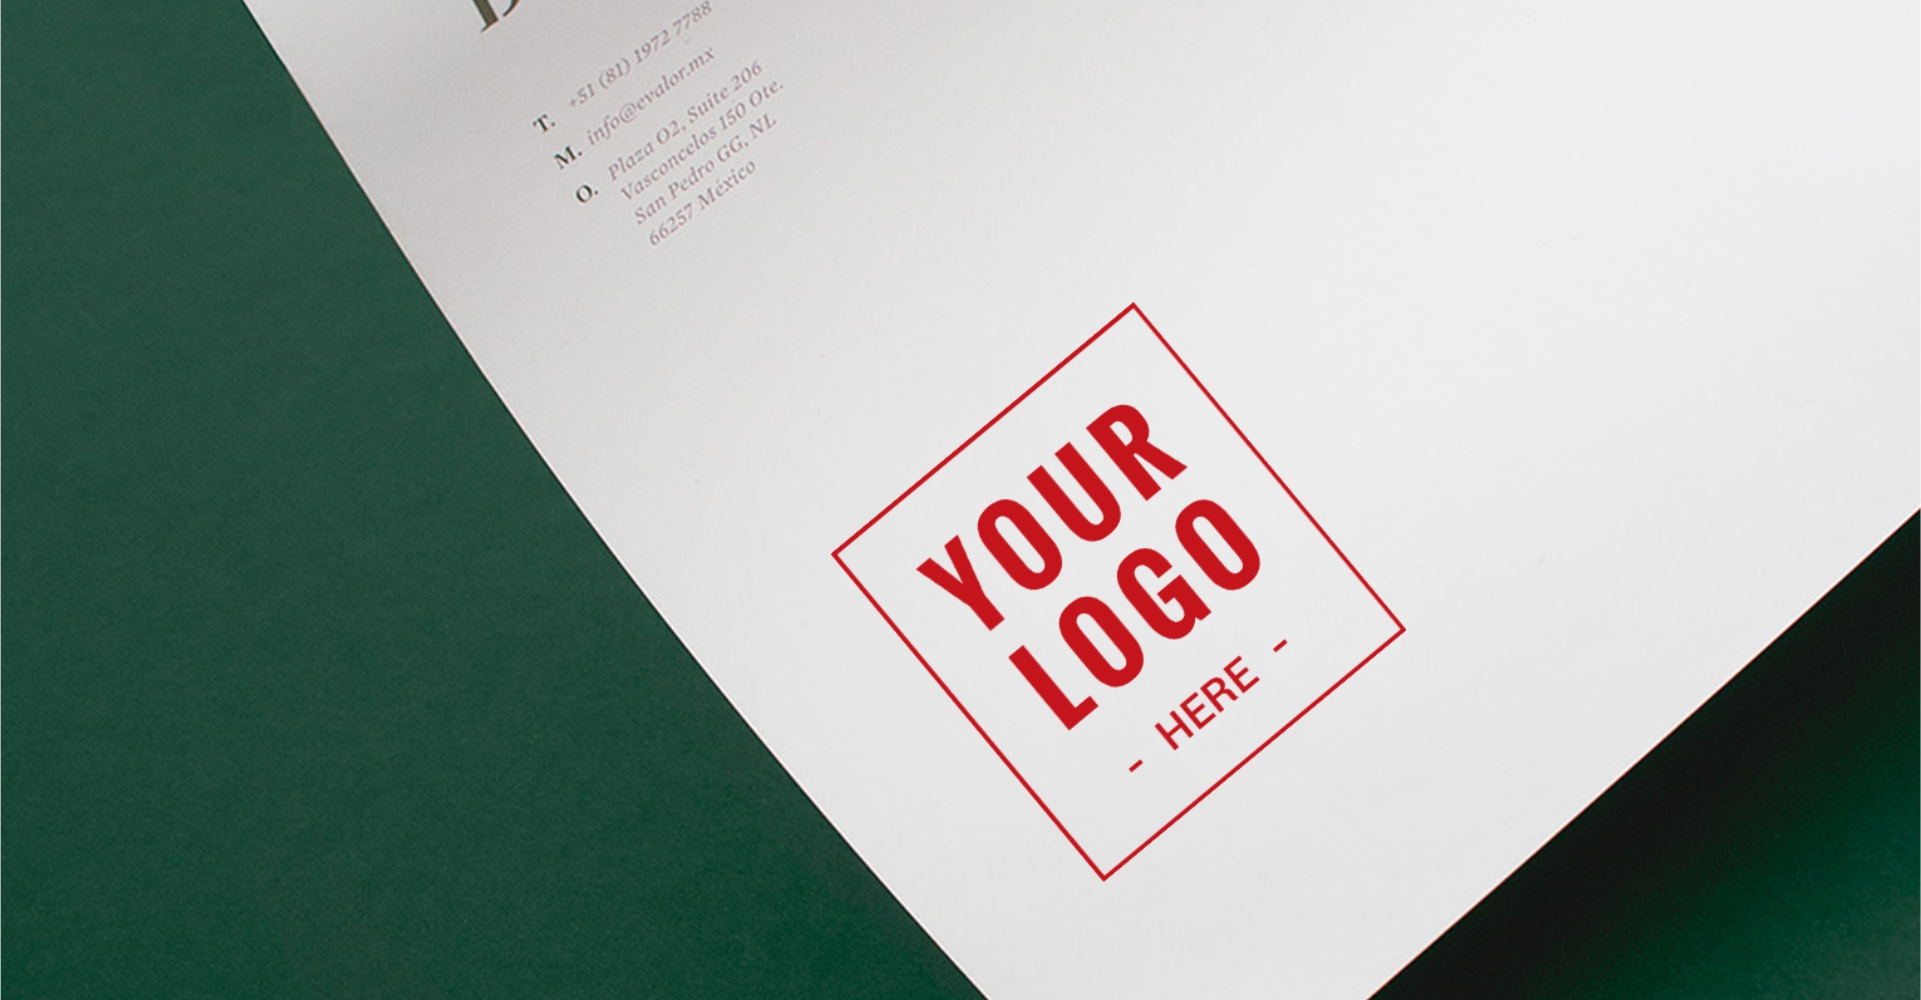 T. +51 (81) 1972 7788
M. info@evalor.mx
O. Plaza O2, Suite 206
Vasconcelos 150 Ote.
San Pedro GG, NL
66257 México
YOUR
LOGO
- HERE -